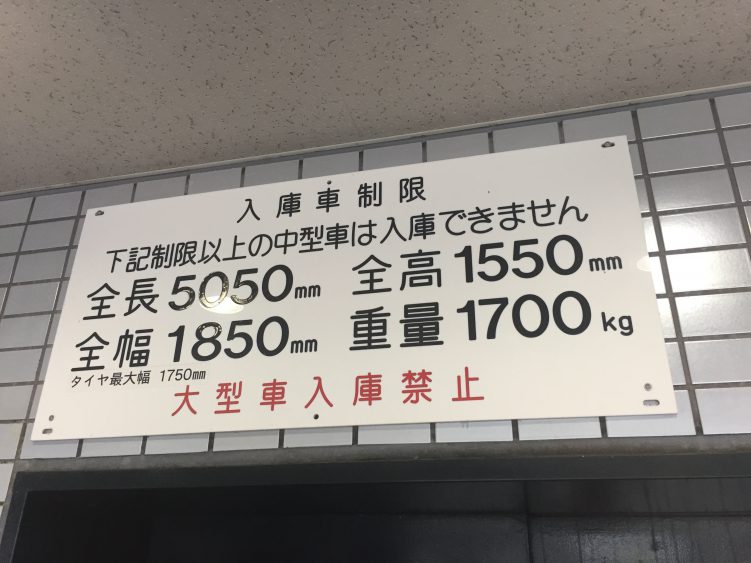 入庫車制限
下記制限以上の中型車は入庫できません
全長5050mm 全高1550mm
全幅1850mm 重量1700kg
タイヤ最大幅 1750mm
大型車入庫禁止